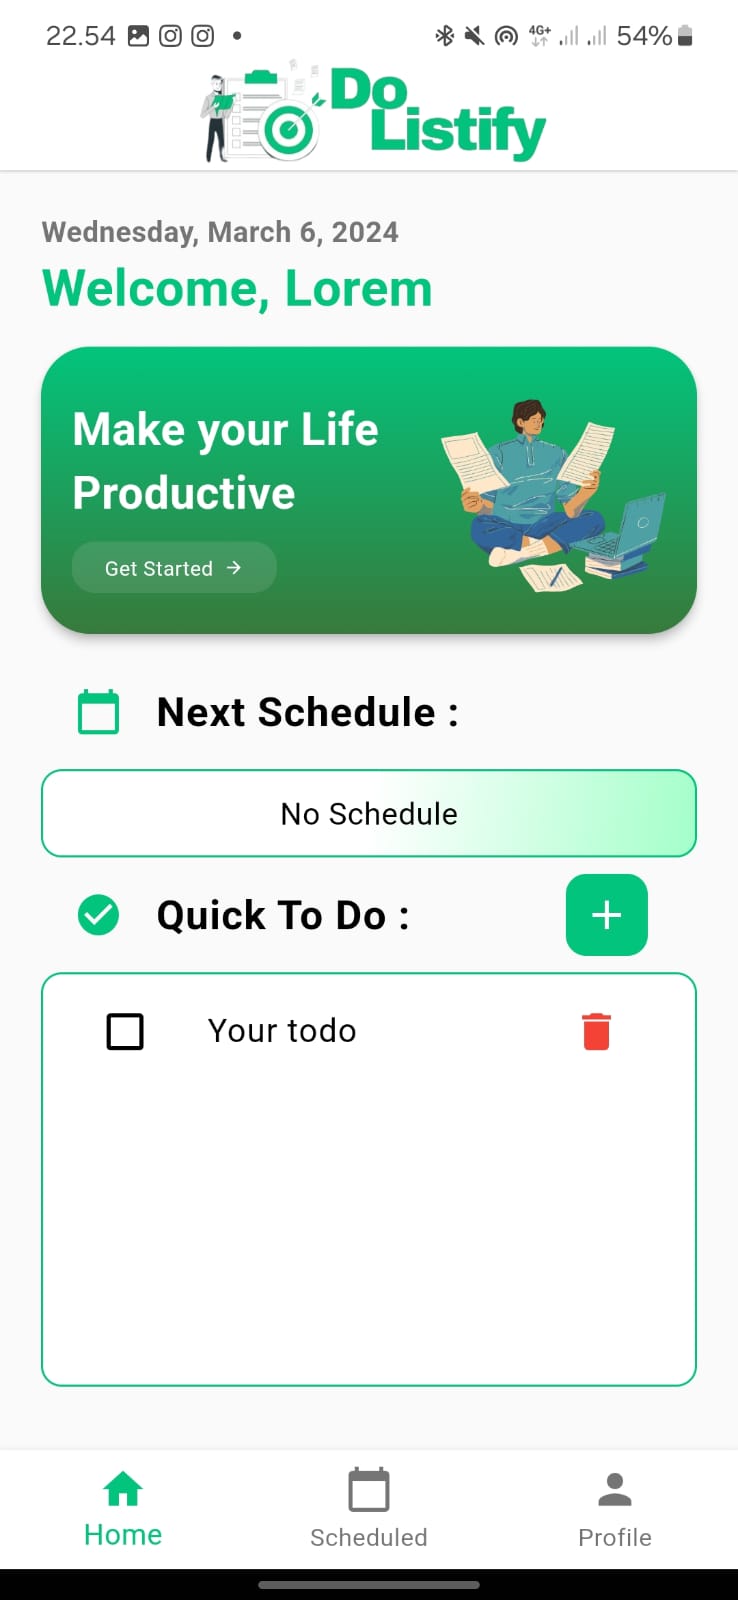 22.54
4G+
54%
Do
Listify
Wednesday, March 6, 2024
Welcome, Lorem
Make your Life
Productive
Get Started →
Next Schedule :
No Schedule
Quick To Do :
+
Your todo
Home
Scheduled
Profile